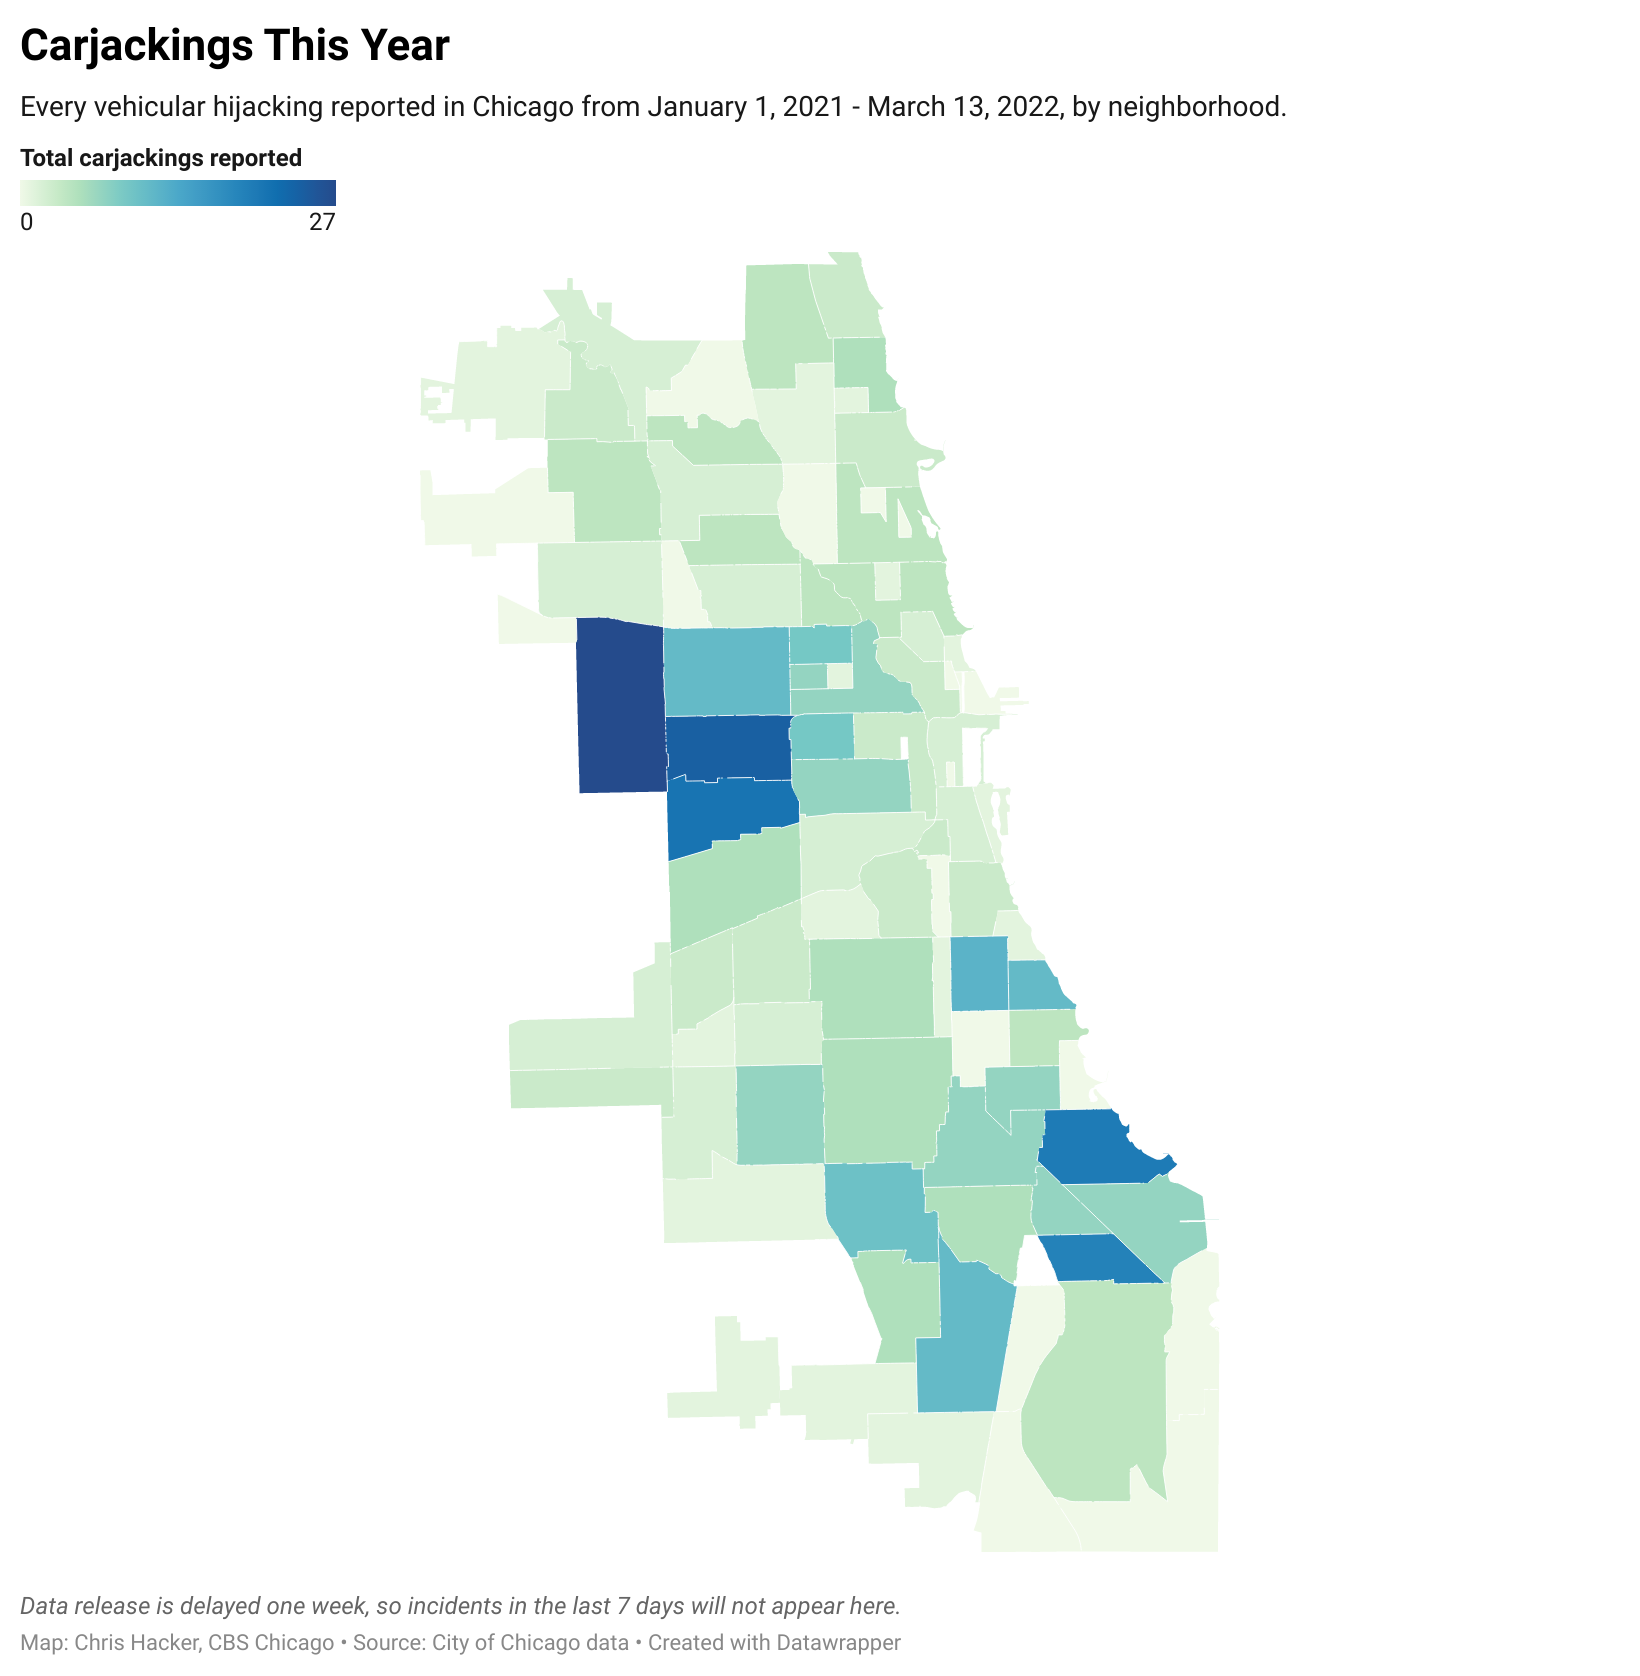 Carjackings This Year
Every vehicular hijacking reported in Chicago from January 1, 2021 - March 13, 2022, by neighborhood.
Total carjackings reported
0 27
Data release is delayed one week, so incidents in the last 7 days will not appear here.
Map: Chris Hacker, CBS Chicago • Source: City of Chicago data • Created with Datawrapper